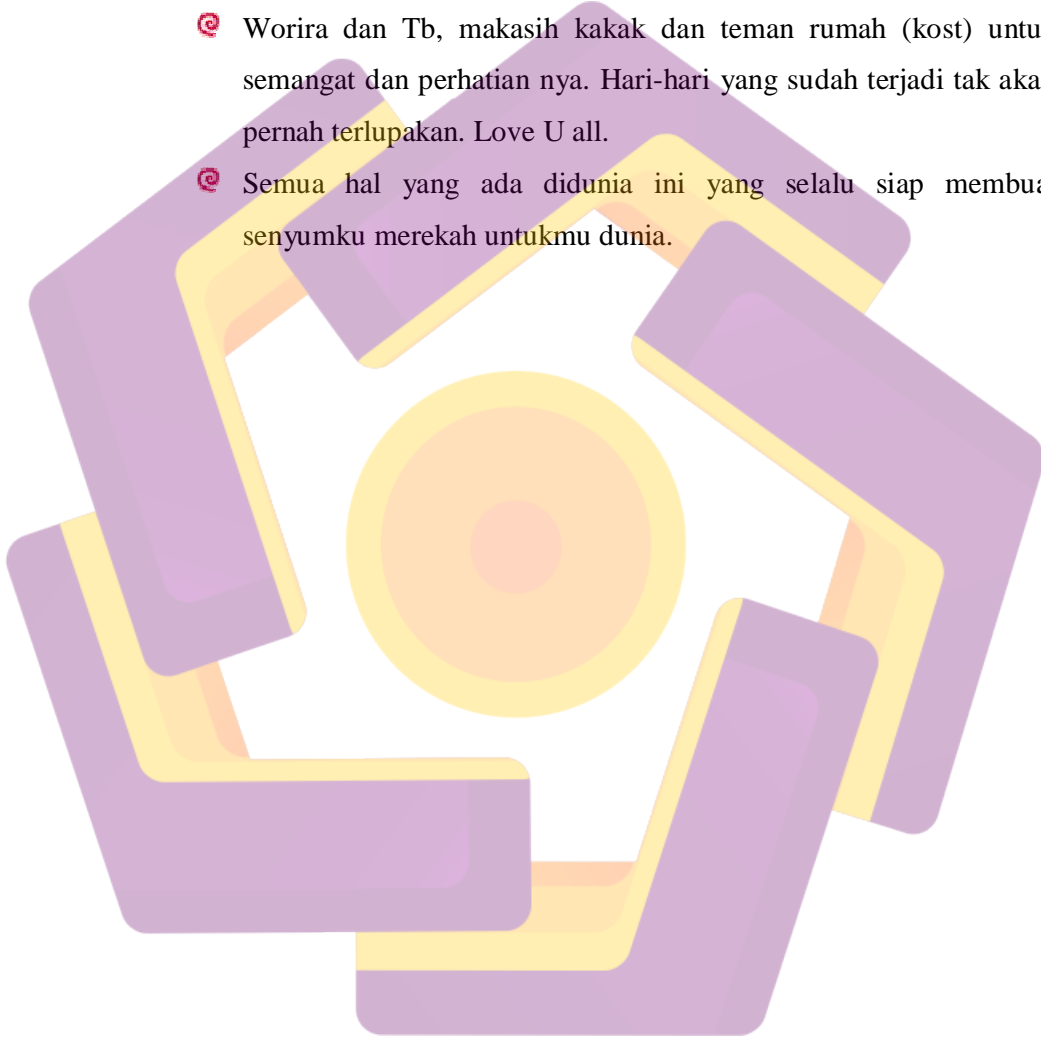 Worira dan Tb, makasih kakak dan teman rumah (kost) untu
semangat dan perhatian nya. Hari-hari yang sudah terjadi tak aka
pernah terlupakan. Love U all.
Semua hal yang ada didunia ini yang selalu siap membua
senyumku merekah untukmu dunia.